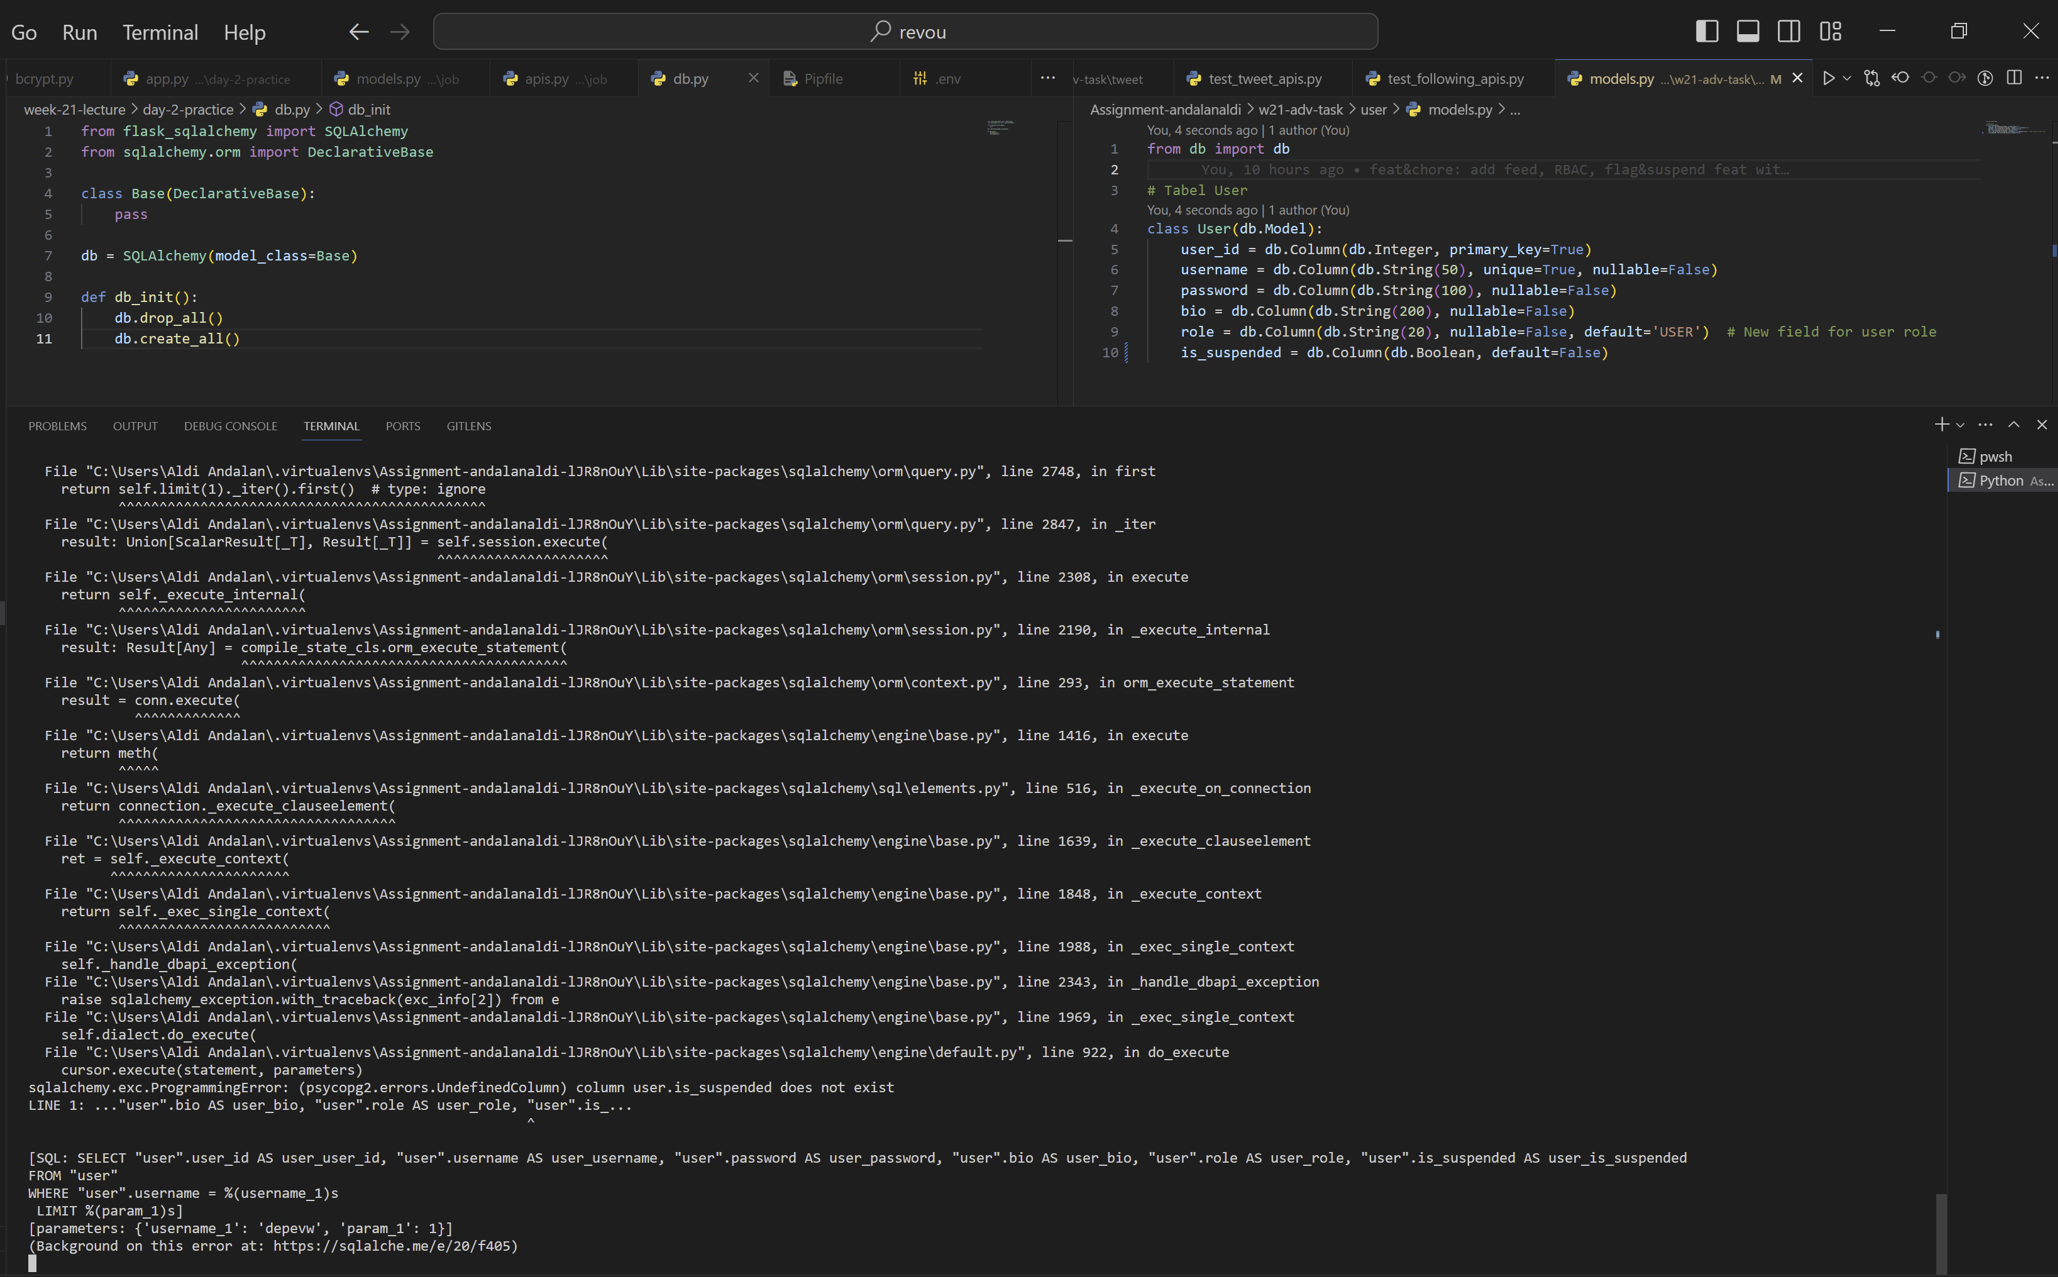 Go Run Terminal Help
revou
bcrypt.py
app.py ...\day-2-practice
models.py ...\job
apis.py ...\job
db.py
Pipfile
.env
v-task\tweet
test_tweet_apis.py
test_following_apis.py
models.py ...\w21-adv-task\... M
week-21-lecture > day-2-practice > db.py > db_init
1 from flask_sqlalchemy import SQLAlchemy
2 from sqlalchemy.orm import DeclarativeBase
3
4 class Base(DeclarativeBase):
5 pass
6
7 db = SQLAlchemy(model_class=Base)
8
9 def db_init():
10 db.drop_all()
11 db.create_all()
Assignment-andalanaldi > w21-adv-task > user > models.py > ...
You, 4 seconds ago | 1 author (You)
1 from db import db
2 You, 10 hours ago • feat&chore: add feed, RBAC, flag&suspend feat wit…
3 # Tabel User
You, 4 seconds ago | 1 author (You)
4 class User(db.Model):
5 user_id = db.Column(db.Integer, primary_key=True)
6 username = db.Column(db.String(50), unique=True, nullable=False)
7 password = db.Column(db.String(100), nullable=False)
8 bio = db.Column(db.String(200), nullable=False)
9 role = db.Column(db.String(20), nullable=False, default='USER') # New field for user role
10 is_suspended = db.Column(db.Boolean, default=False)
PROBLEMS OUTPUT DEBUG CONSOLE TERMINAL PORTS GITLENS
pwsh
Python As...
File "C:\Users\Aldi Andalan\.virtualenvs\Assignment-andalanaldi-lJR8nOuY\Lib\site-packages\sqlalchemy\orm\query.py", line 2748, in first
return self.limit(1)._iter().first() # type: ignore
^^^^^^^^^^^^^^^^^^^^^^^^^^^^^^^^^^^^^^^^^^^^^
File "C:\Users\Aldi Andalan\.virtualenvs\Assignment-andalanaldi-lJR8nOuY\Lib\site-packages\sqlalchemy\orm\query.py", line 2847, in _iter
result: Union[ScalarResult[_T], Result[_T]] = self.session.execute(
^^^^^^^^^^^^^^^^^^^^^
File "C:\Users\Aldi Andalan\.virtualenvs\Assignment-andalanaldi-lJR8nOuY\Lib\site-packages\sqlalchemy\orm\session.py", line 2308, in execute
return self._execute_internal(
^^^^^^^^^^^^^^^^^^^^^^^
File "C:\Users\Aldi Andalan\.virtualenvs\Assignment-andalanaldi-lJR8nOuY\Lib\site-packages\sqlalchemy\orm\session.py", line 2190, in _execute_internal
result: Result[Any] = compile_state_cls.orm_execute_statement(
^^^^^^^^^^^^^^^^^^^^^^^^^^^^^^^^^^^^^^^^
File "C:\Users\Aldi Andalan\.virtualenvs\Assignment-andalanaldi-lJR8nOuY\Lib\site-packages\sqlalchemy\orm\context.py", line 293, in orm_execute_statement
result = conn.execute(
^^^^^^^^^^^^^
File "C:\Users\Aldi Andalan\.virtualenvs\Assignment-andalanaldi-lJR8nOuY\Lib\site-packages\sqlalchemy\engine\base.py", line 1416, in execute
return meth(
^^^^^
File "C:\Users\Aldi Andalan\.virtualenvs\Assignment-andalanaldi-lJR8nOuY\Lib\site-packages\sqlalchemy\sql\elements.py", line 516, in _execute_on_connection
return connection._execute_clauseelement(
^^^^^^^^^^^^^^^^^^^^^^^^^^^^^^^^^^
File "C:\Users\Aldi Andalan\.virtualenvs\Assignment-andalanaldi-lJR8nOuY\Lib\site-packages\sqlalchemy\engine\base.py", line 1639, in _execute_clauseelement
ret = self._execute_context(
^^^^^^^^^^^^^^^^^^^^^^
File "C:\Users\Aldi Andalan\.virtualenvs\Assignment-andalanaldi-lJR8nOuY\Lib\site-packages\sqlalchemy\engine\base.py", line 1848, in _execute_context
return self._exec_single_context(
^^^^^^^^^^^^^^^^^^^^^^^^^^
File "C:\Users\Aldi Andalan\.virtualenvs\Assignment-andalanaldi-lJR8nOuY\Lib\site-packages\sqlalchemy\engine\base.py", line 1988, in _exec_single_context
self._handle_dbapi_exception(
File "C:\Users\Aldi Andalan\.virtualenvs\Assignment-andalanaldi-lJR8nOuY\Lib\site-packages\sqlalchemy\engine\base.py", line 2343, in _handle_dbapi_exception
raise sqlalchemy_exception.with_traceback(exc_info[2]) from e
File "C:\Users\Aldi Andalan\.virtualenvs\Assignment-andalanaldi-lJR8nOuY\Lib\site-packages\sqlalchemy\engine\base.py", line 1969, in _exec_single_context
self.dialect.do_execute(
File "C:\Users\Aldi Andalan\.virtualenvs\Assignment-andalanaldi-lJR8nOuY\Lib\site-packages\sqlalchemy\engine\default.py", line 922, in do_execute
cursor.execute(statement, parameters)
sqlalchemy.exc.ProgrammingError: (psycopg2.errors.UndefinedColumn) column user.is_suspended does not exist
LINE 1: ..."user".bio AS user_bio, "user".role AS user_role, "user".is_...
^
[SQL: SELECT "user".user_id AS user_user_id, "user".username AS user_username, "user".password AS user_password, "user".bio AS user_bio, "user".role AS user_role, "user".is_suspended AS user_is_suspended
FROM "user"
WHERE "user".username = %(username_1)s
LIMIT %(param_1)s]
[parameters: {'username_1': 'depevw', 'param_1': 1}]
(Background on this error at: https://sqlalche.me/e/20/f405)